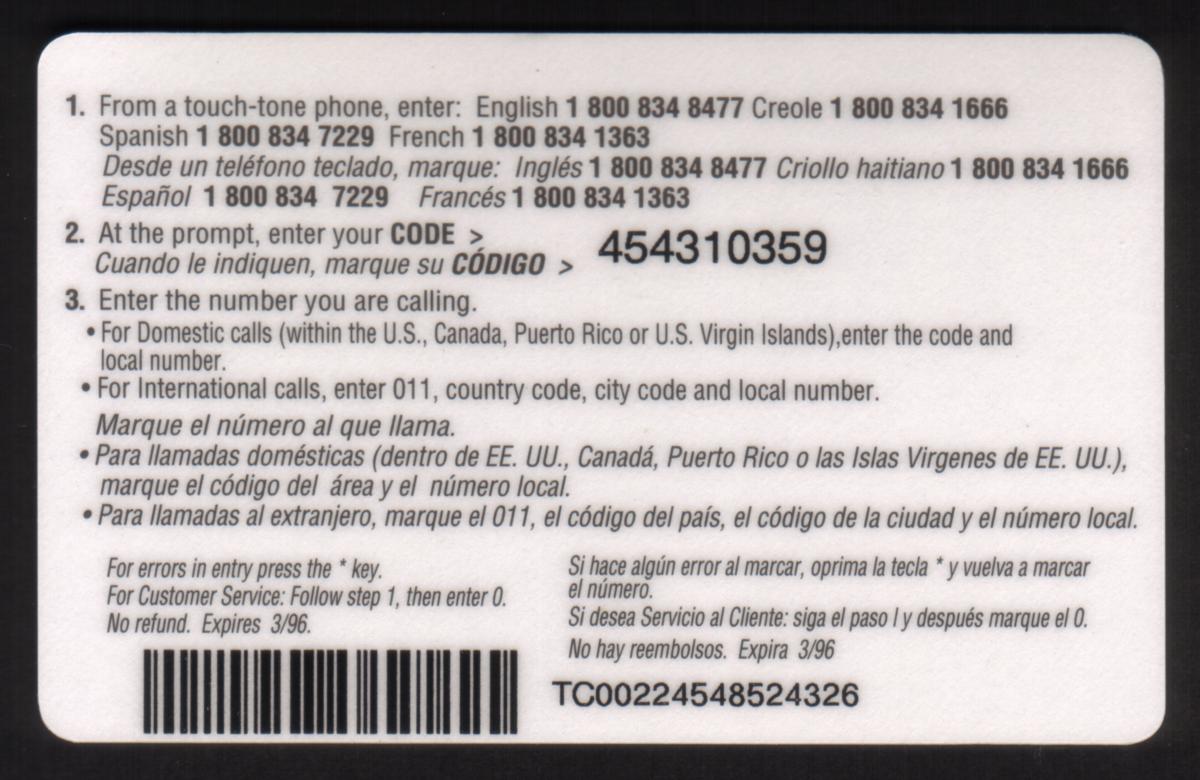 1. From a touch-tone phone, enter: English 1 800 834 8477 Creole 1 800 834 1666
Spanish 1 800 834 7229 French 1 800 834 1363
Desde un teléfono teclado, marque: Inglés 1 800 834 8477 Criollo haitiano 1 800 834 1666
Español 1 800 834 7229 Francés 1 800 834 1363
2. At the prompt, enter your CODE >
Cuando le indiquen, marque su CÓDIGO >
454310359
3. Enter the number you are calling.
• For Domestic calls (within the U.S., Canada, Puerto Rico or U.S. Virgin Islands),enter the code and
local number.
• For International calls, enter 011, country code, city code and local number.
Marque el número al que llama.
• Para llamadas domésticas (dentro de EE. UU., Canadá, Puerto Rico o las Islas Virgenes de EE. UU.),
marque el código del área y el número local.
• Para llamadas al extranjero, marque el 011, el código del país, el código de la ciudad y el número local.
For errors in entry press the * key.
For Customer Service: Follow step 1, then enter 0.
No refund. Expires 3/96.
Si hace algún error al marcar, oprima la tecla * y vuelva a marcar
el número.
Si desea Servicio al Cliente: siga el paso l y después marque el 0.
No hay reembolsos. Expira 3/96
TC00224548524326